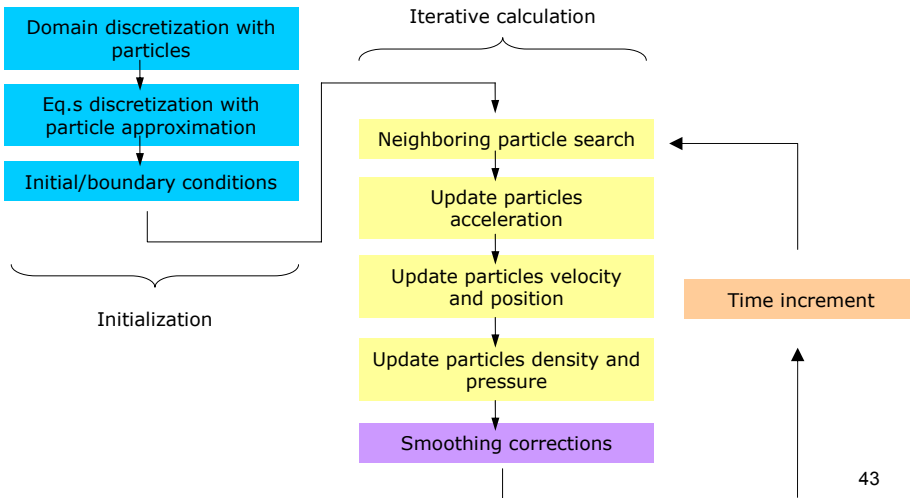 Domain discretization with
particles
Eq.s discretization with
particle approximation
Initial/boundary conditions
Initialization
Iterative calculation
Neighboring particle search
Update particles
acceleration
Update particles velocity
and position
Update particles density and
pressure
Smoothing corrections
Time increment
43